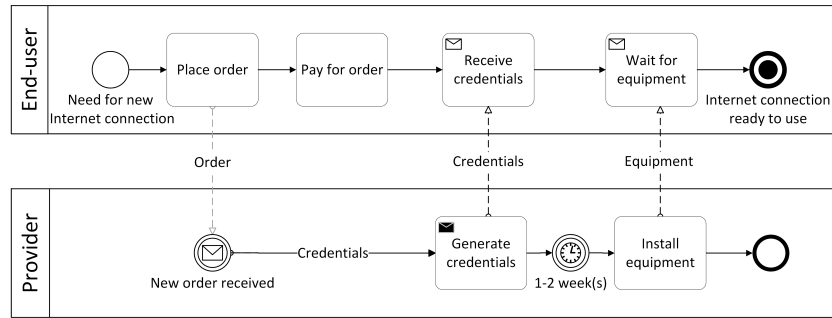 End-user
Place order
Pay for order
Receive
credentials
Wait for
equipment
Need for new
Internet connection
Internet connection
ready to use
Order
Credentials
Equipment
Provider
Credentials
Generate
credentials
Install
equipment
New order received
1-2 week(s)